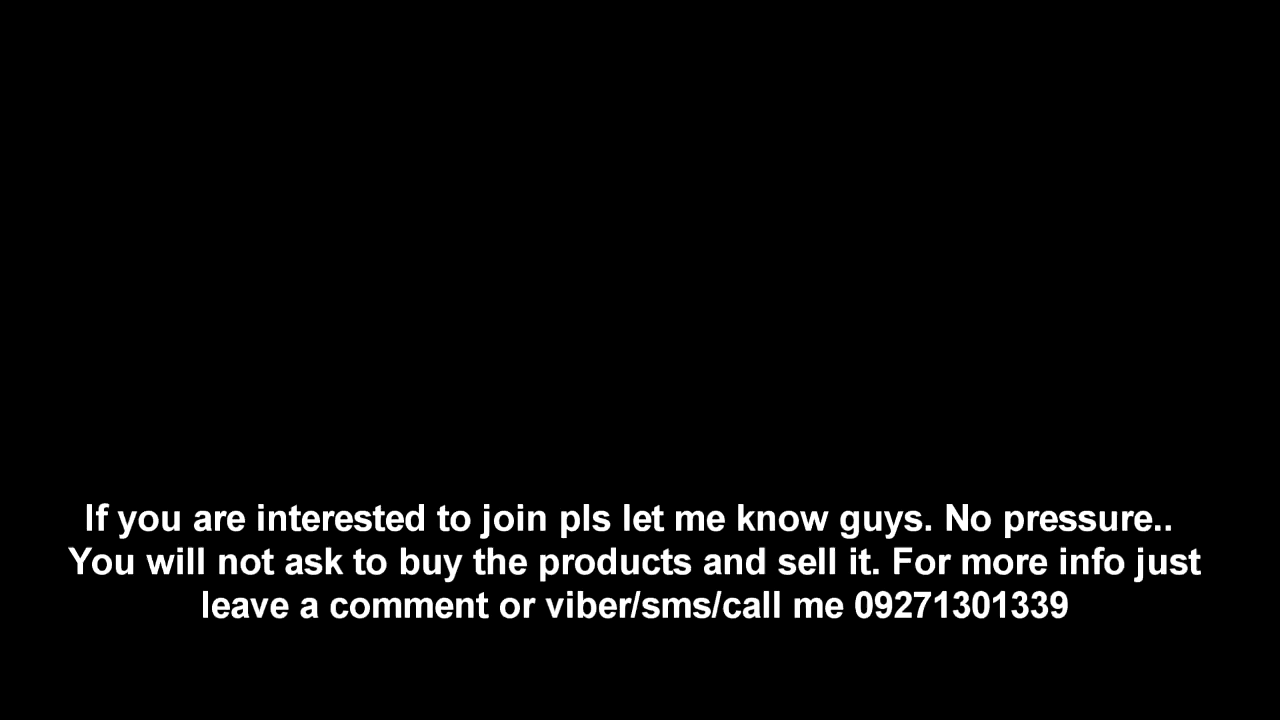 If you are interested to join pls let me know guys. No pressure..
You will not ask to buy the products and sell it. For more info just
leave a comment or viber/sms/call me 09271301339